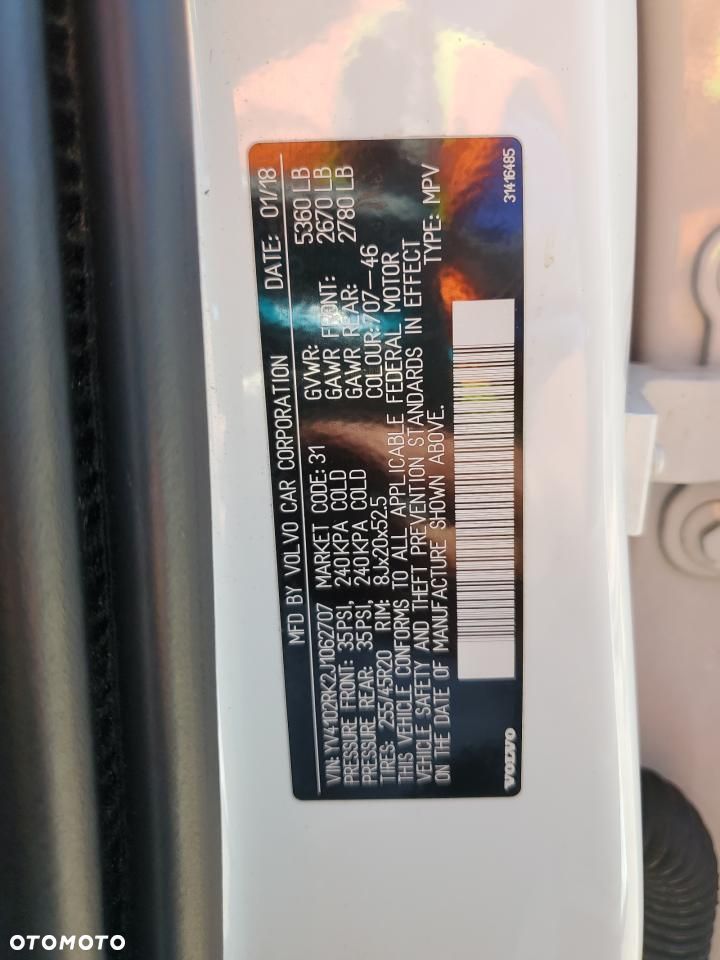 MFD BY VOLVO CAR CORPORATION DATE: 01/18
VIN: YV4102RK2J1062707 MARKET CODE: 31 GVWR: 5360 LB
PRESSURE FRONT: 35PSI, 240KPA COLD GAWR FRONT: 2670 LB
PRESSURE REAR: 35PSI, 240KPA COLD GAWR REAR: 2780 LB
TIRES: 255/45R20 RIM: 8Jx20x52.5 COLOUR:707–46
THIS VEHICLE CONFORMS TO ALL APPLICABLE FEDERAL MOTOR
VEHICLE SAFETY AND THEFT PREVENTION STANDARDS IN EFFECT
ON THE DATE OF MANUFACTURE SHOWN ABOVE. TYPE: MPV
VOLVO 31416485
OTOMOTO